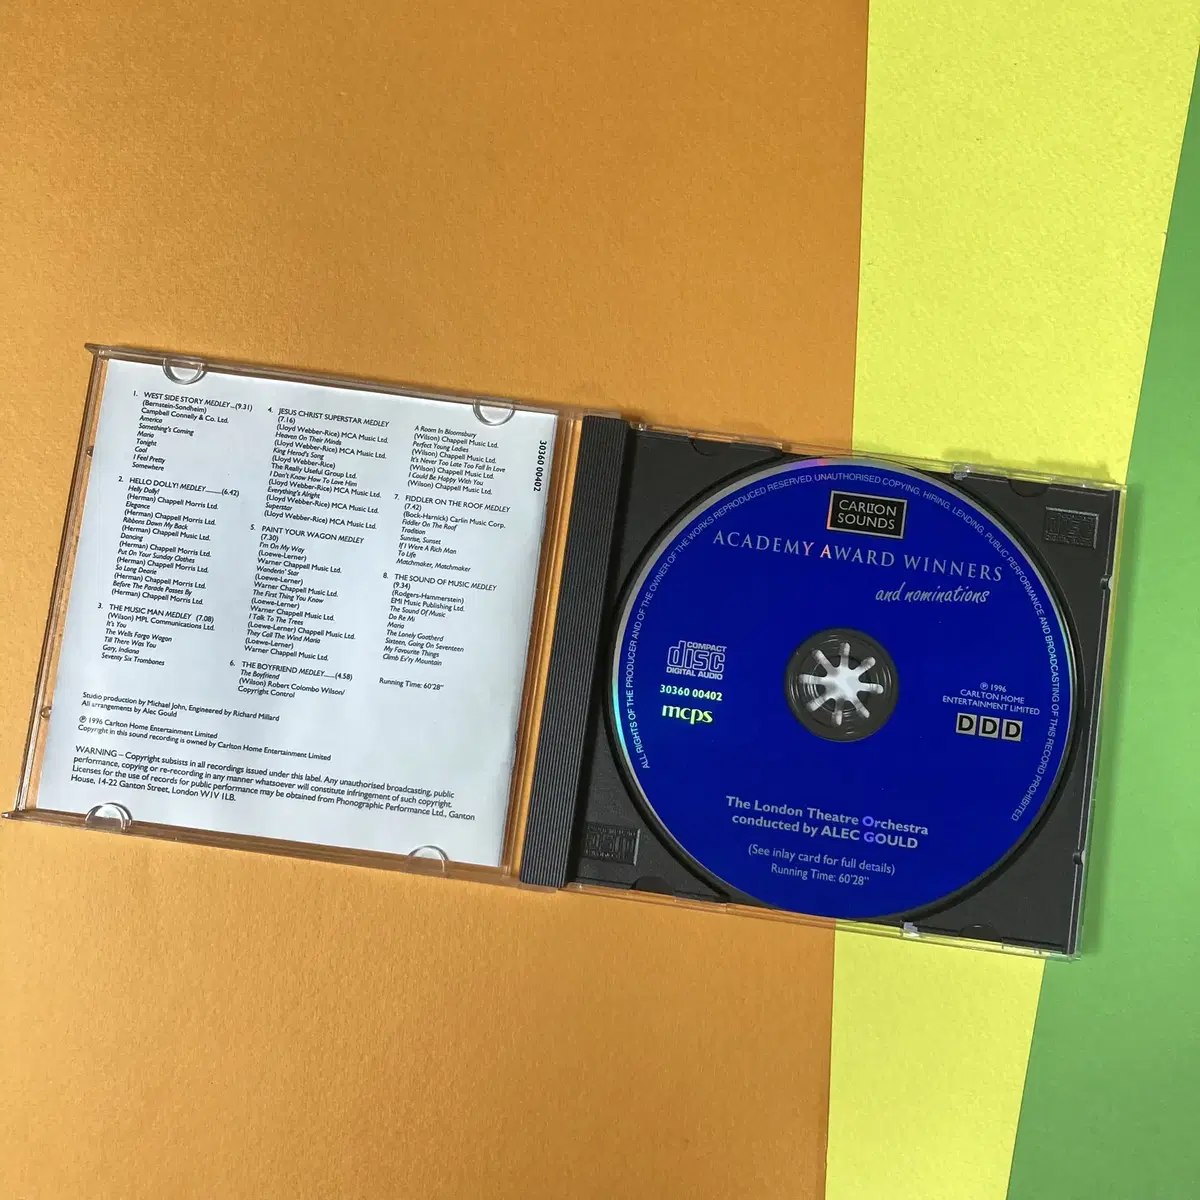 1. WEST SIDE STORY MEDLEY...(9.31)
(Bernstein-Sondheim)
Campbell Connelly & Co. Ltd.
America
Something's Coming
Maria
Tonight
Cool
I Feel Pretty
Somewhere
2. HELLO DOLLY! MEDLEY.........(6.42)
Hello Dolly!
(Herman) Chappell Morris Ltd.
Elegance
(Herman) Chappell Morris Ltd.
Ribbons Down My Back
(Herman) Chappell Music Ltd.
Dancing
(Herman) Chappell Morris Ltd.
Put On Your Sunday Clothes
(Herman) Chappell Morris Ltd.
So Long Dearie
(Herman) Chappell Morris Ltd.
Before The Parade Passes By
(Herman) Chappell Morris Ltd.
3. THE MUSIC MAN MEDLEY (7.08)
(Wilson) MPL Communications Ltd.
It's You
The Wells Fargo Wagon
Till There Was You
Gary, Indiana
Seventy Six Trombones
4. JESUS CHRIST SUPERSTAR MEDLEY
(7.16)
(Lloyd Webber-Rice) MCA Music Ltd.
Heaven On Their Minds
(Lloyd Webber-Rice) MCA Music Ltd.
King Herod's Song
(Lloyd Webber-Rice)
The Really Useful Group Ltd.
I Don't Know How To Love Him
(Lloyd Webber-Rice) MCA Music Ltd.
Everything's Alright
(Lloyd Webber-Rice) MCA Music Ltd.
Superstar
(Lloyd Webber-Rice) MCA Music Ltd.
5. PAINT YOUR WAGON MEDLEY
(7.30)
I'm On My Way
(Loewe-Lerner)
Warner Chappell Music Ltd.
Wanderin' Star
(Loewe-Lerner)
Warner Chappell Music Ltd.
The First Thing You Know
(Loewe-Lerner)
Warner Chappell Music Ltd.
I Talk To The Trees
(Loewe-Lerner) Chappell Music Ltd.
They Call The Wind Maria
(Loewe-Lerner)
Warner Chappell Music Ltd.
6. THE BOYFRIEND MEDLEY......(4.58)
The Boyfriend
(Wilson) Robert Colombo Wilson/
Copyright Control
A Room In Bloomsbury
(Wilson) Chappell Music Ltd.
Perfect Young Ladies
(Wilson) Chappell Music Ltd.
It's Never Too Late Too Fall In Love
(Wilson) Chappell Music Ltd.
I Could Be Happy With You
(Wilson) Chappell Music Ltd.
7. FIDDLER ON THE ROOF MEDLEY
(7.42)
(Bock-Harnick) Carlin Music Corp.
Fiddler On The Roof
Tradition
Sunrise, Sunset
If I Were A Rich Man
To Life
Matchmaker, Matchmaker
8. THE SOUND OF MUSIC MEDLEY
(9.34)
(Rodgers-Hammerstein)
EMI Music Publishing Ltd.
The Sound Of Music
Do Re Mi
Maria
The Lonely Goatherd
Sixteen, Going On Seventeen
My Favourite Things
Climb Ev'ry Mountain
Running Time: 60'28"
30360 00402
Studio production by Michael John, Engineered by Richard Millard
All arrangements by Alec Gould
℗ 1996 Carlton Home Entertainment Limited
Copyright in this sound recording is owned by Carlton Home Entertainment Limited
WARNING – Copyright subsists in all recordings issued under this label. Any unauthorised broadcasting, public
performance, copying or re-recording in any manner whatsoever will constitute infringement of such copyright.
Licenses for the use of records for public performance may be obtained from Phonographic Performance Ltd., Ganton
House, 14-22 Ganton Street, London W1V 1LB.
ALL RIGHTS OF THE PRODUCER AND OF THE OWNER OF THE WORKS REPRODUCED RESERVED. UNAUTHORISED COPYING, HIRING, LENDING, PUBLIC PERFORMANCE AND BROADCASTING OF THIS RECORD PROHIBITED
CARLTON
SOUNDS
ACADEMY AWARD WINNERS
and nominations
COMPACT
disc
DIGITAL AUDIO
30360 00402
mcps
℗ 1996
CARLTON HOME
ENTERTAINMENT LIMITED
DDD
The London Theatre Orchestra
conducted by ALEC GOULD
(See inlay card for full details)
Running Time: 60'28"